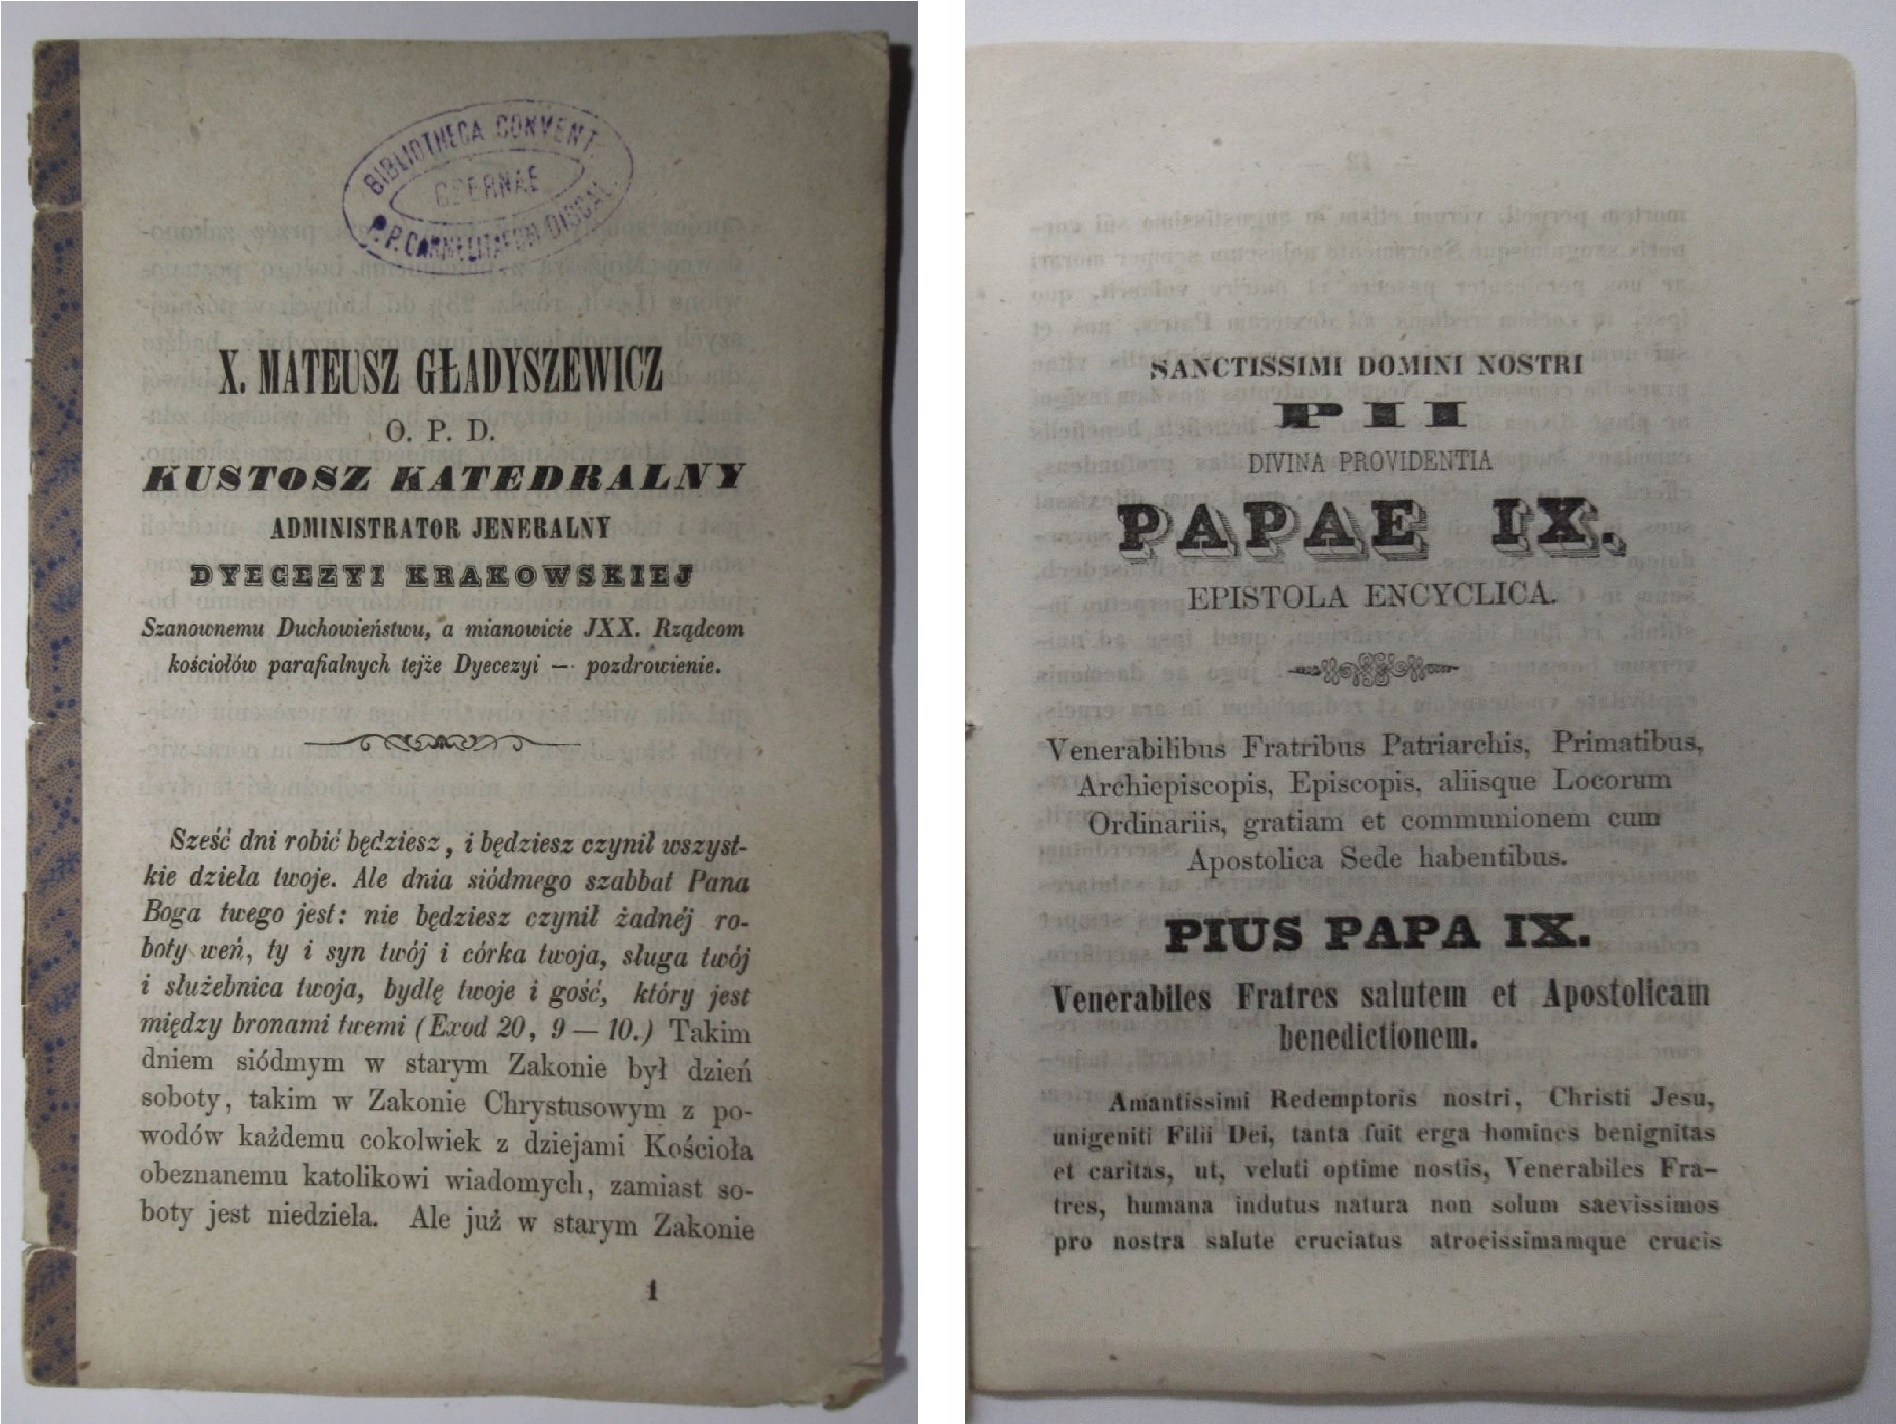 BIBLIOTHECA CONVENT.
CZERNAE
P. P. CARMELITARUM DISCAL.
X. MATEUSZ GŁADYSZEWICZ
O. P. D.
KUSTOSZ KATEDRALNY
ADMINISTRATOR JENERALNY
DYECEZYI KRAKOWSKIEJ
Szanownemu Duchowieństwu, a mianowicie JXX. Rządcom
kościołów parafialnych tejże Dyecezyi — pozdrowienie.
Sześć dni robić będziesz, i będziesz czynił wszyst-
kie dzieła twoje. Ale dnia siódmego szabbat Pana
Boga twego jest: nie będziesz czynił żadnéj ro-
boty weń, ty i syn twój i córka twoja, sługa twój
i służebnica twoja, bydlę twoje i gość, który jest
między bronami twemi (Exod 20, 9 — 10.) Takim
dniem siódmym w starym Zakonie był dzień
soboty, takim w Zakonie Chrystusowym z po-
wodów każdemu cokolwiek z dziejami Kościoła
obeznanemu katolikowi wiadomych, zamiast so-
boty jest niedziela. Ale już w starym Zakonie
1
SANCTISSIMI DOMINI NOSTRI
PII
DIVINA PROVIDENTIA
PAPAE IX.
EPISTOLA ENCYCLICA.
Venerabilibus Fratribus Patriarchis, Primatibus,
Archiepiscopis, Episcopis, aliisque Locorum
Ordinariis, gratiam et communionem cum
Apostolica Sede habentibus.
PIUS PAPA IX.
Venerabiles Fratres salutem et Apostolicam
benedictionem.
Amantissimi Redemptoris nostri, Christi Jesu,
unigeniti Filii Dei, tanta fuit erga homines benignitas
et caritas, ut, veluti optime nostis, Venerabiles Fra-
tres, humana indutus natura non solum saevissimos
pro nostra salute cruciatus atrocissimamque crucis